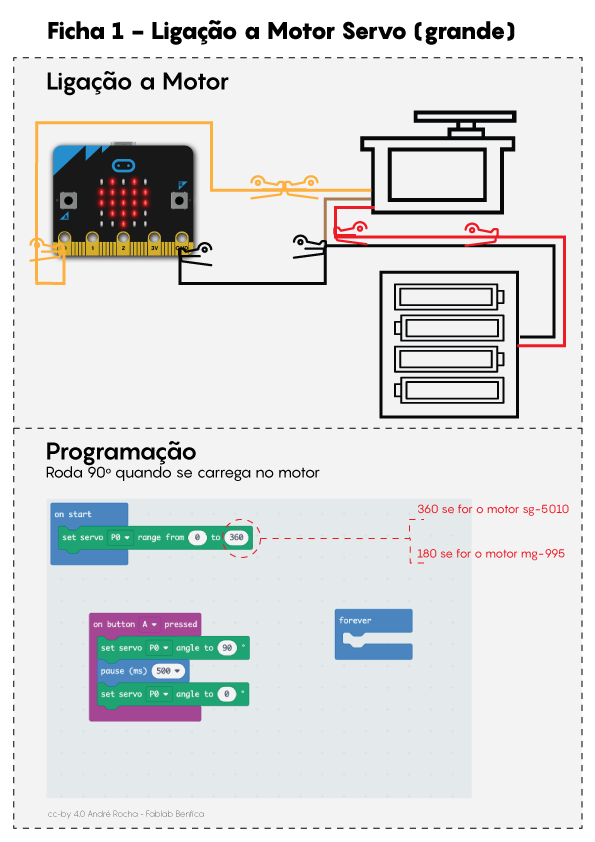 Ficha 1 - Ligação a Motor Servo (grande)
Ligação a Motor
0 1 2 3V GND
Programação
Roda 90º quando se carrega no motor
on start
set servo P0 range from 0 to 360
360 se for o motor sg-5010
180 se for o motor mg-995
on button A pressed
set servo P0 angle to 90 °
pause (ms) 500
set servo P0 angle to 0 °
forever
cc-by 4.0 André Rocha - Fablab Benfica